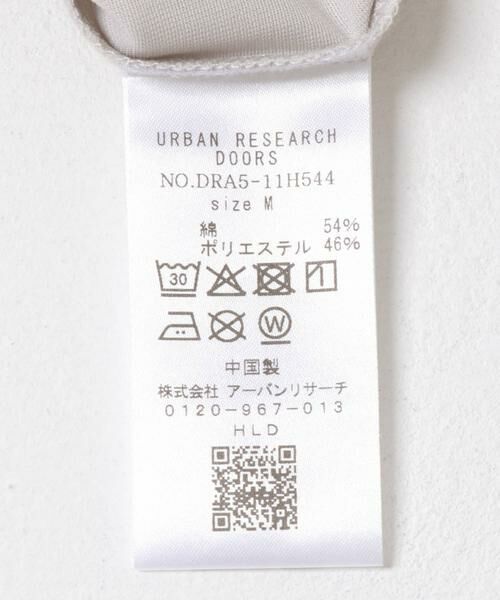 URBAN RESEARCH
DOORS
NO.DRA5-11H544
size M
綿 54%
ポリエステル 46%
30
W
中国製
株式会社 アーバンリサーチ
0120-967-013
HLD